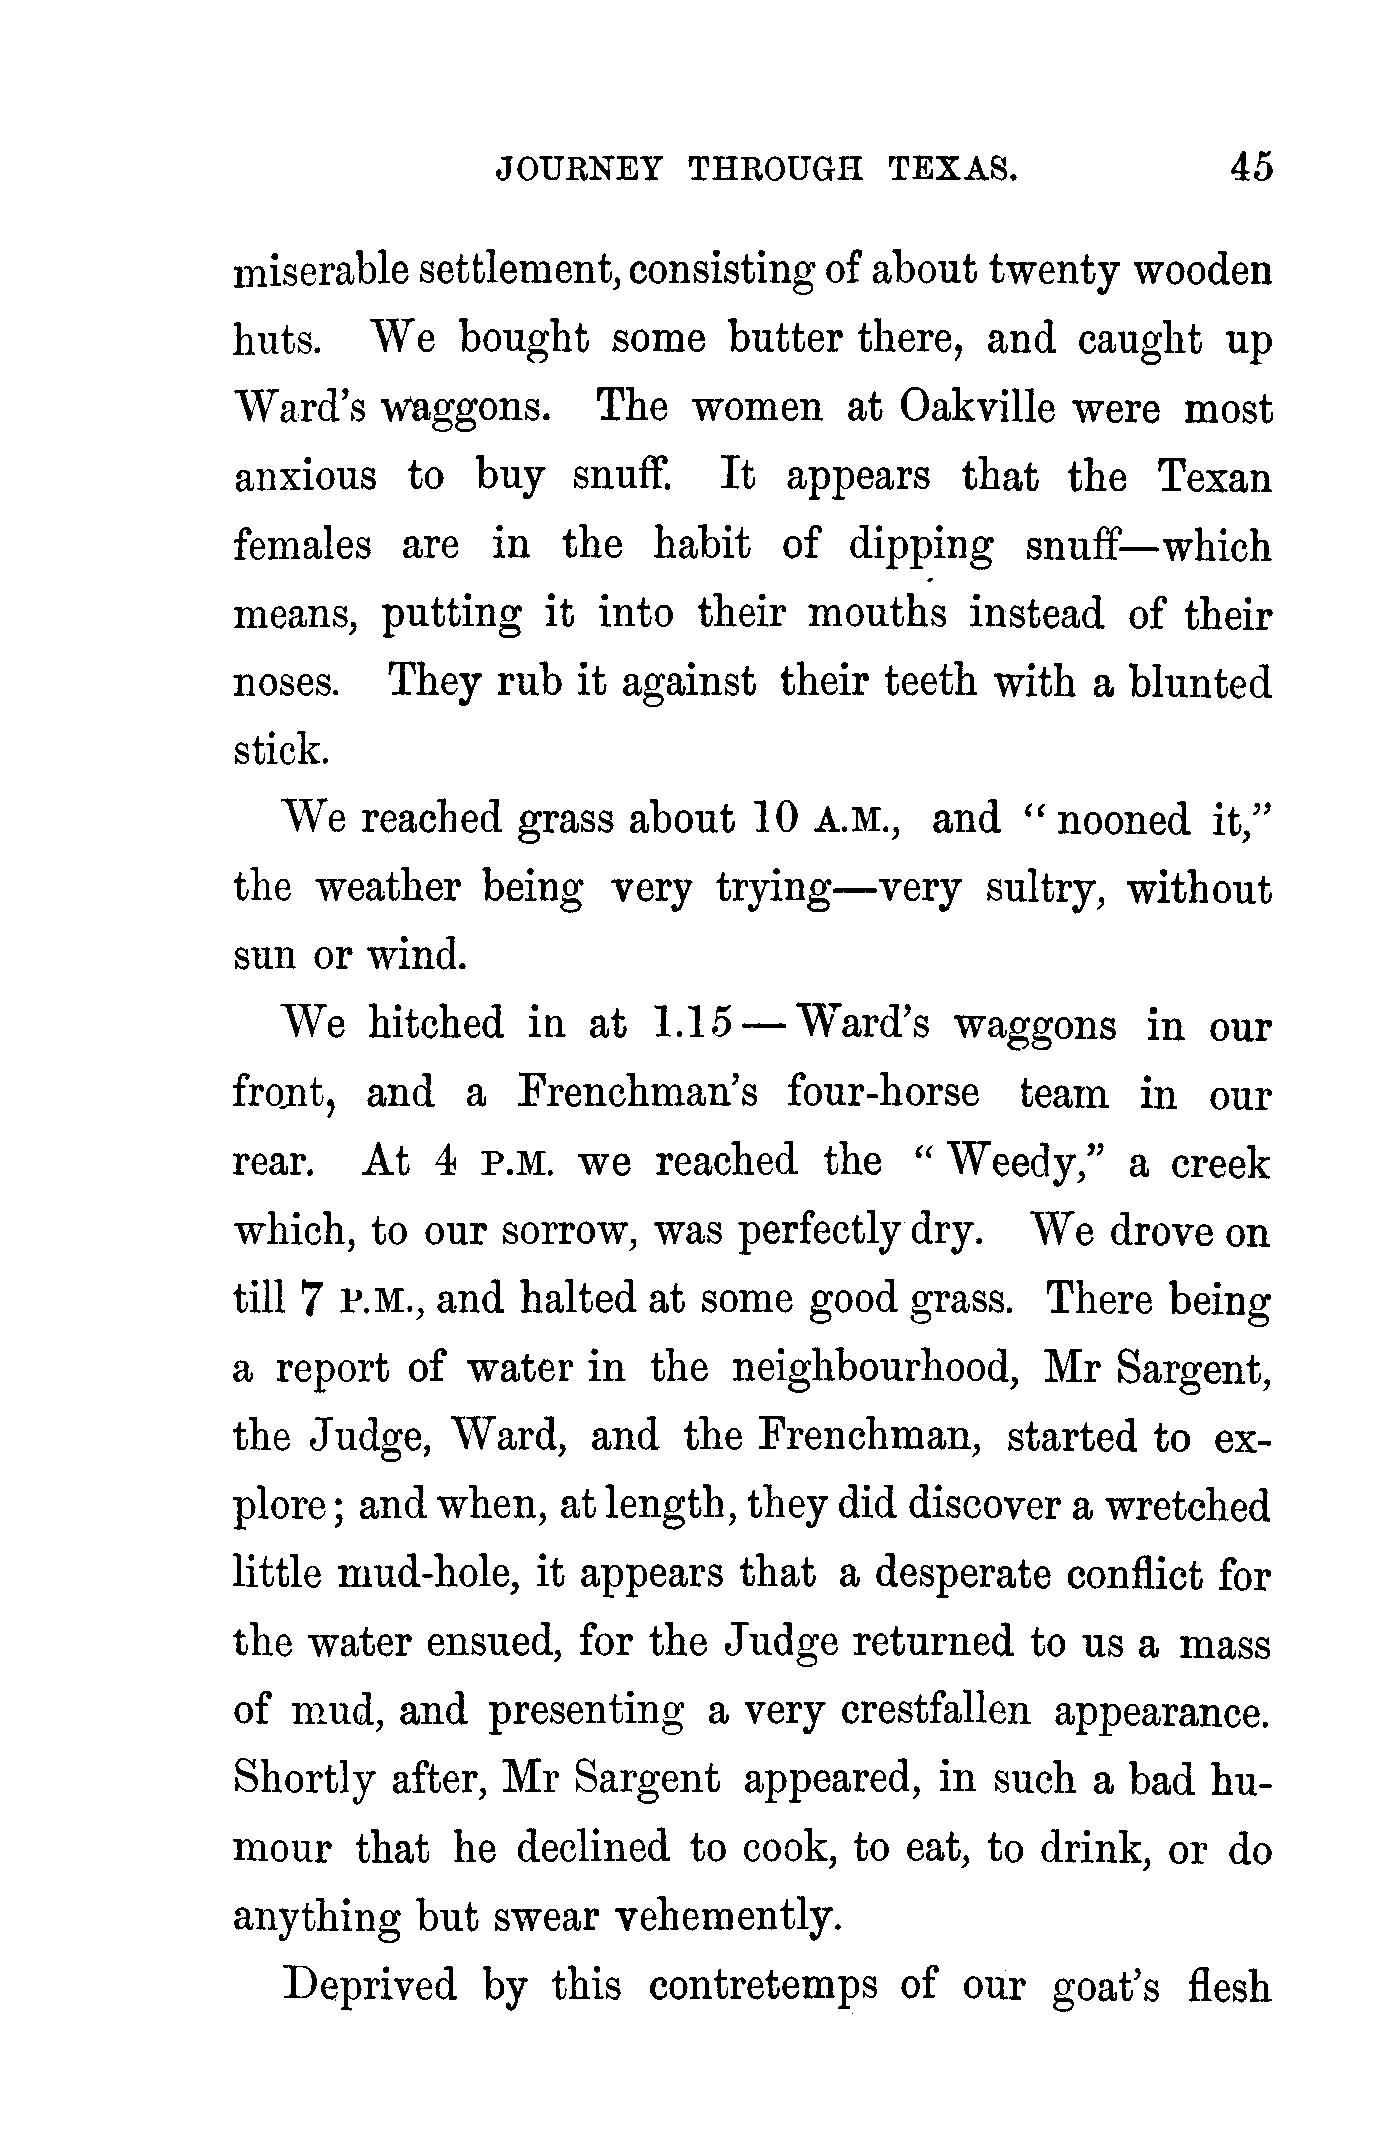 JOURNEY THROUGH TEXAS. 45
miserable settlement, consisting of about twenty wooden
huts. We bought some butter there, and caught up
Ward's waggons. The women at Oakville were most
anxious to buy snuff. It appears that the Texan
females are in the habit of dipping snuff—which
means, putting it into their mouths instead of their
noses. They rub it against their teeth with a blunted
stick.
We reached grass about 10 A.M., and “ nooned it,”
the weather being very trying—very sultry, without
sun or wind.
We hitched in at 1.15 — Ward's waggons in our
front, and a Frenchman's four-horse team in our
rear. At 4 P.M. we reached the “ Weedy,” a creek
which, to our sorrow, was perfectly dry. We drove on
till 7 P.M., and halted at some good grass. There being
a report of water in the neighbourhood, Mr Sargent,
the Judge, Ward, and the Frenchman, started to ex-
plore; and when, at length, they did discover a wretched
little mud-hole, it appears that a desperate conflict for
the water ensued, for the Judge returned to us a mass
of mud, and presenting a very crestfallen appearance.
Shortly after, Mr Sargent appeared, in such a bad hu-
mour that he declined to cook, to eat, to drink, or do
anything but swear vehemently.
Deprived by this contretemps of our goat's flesh